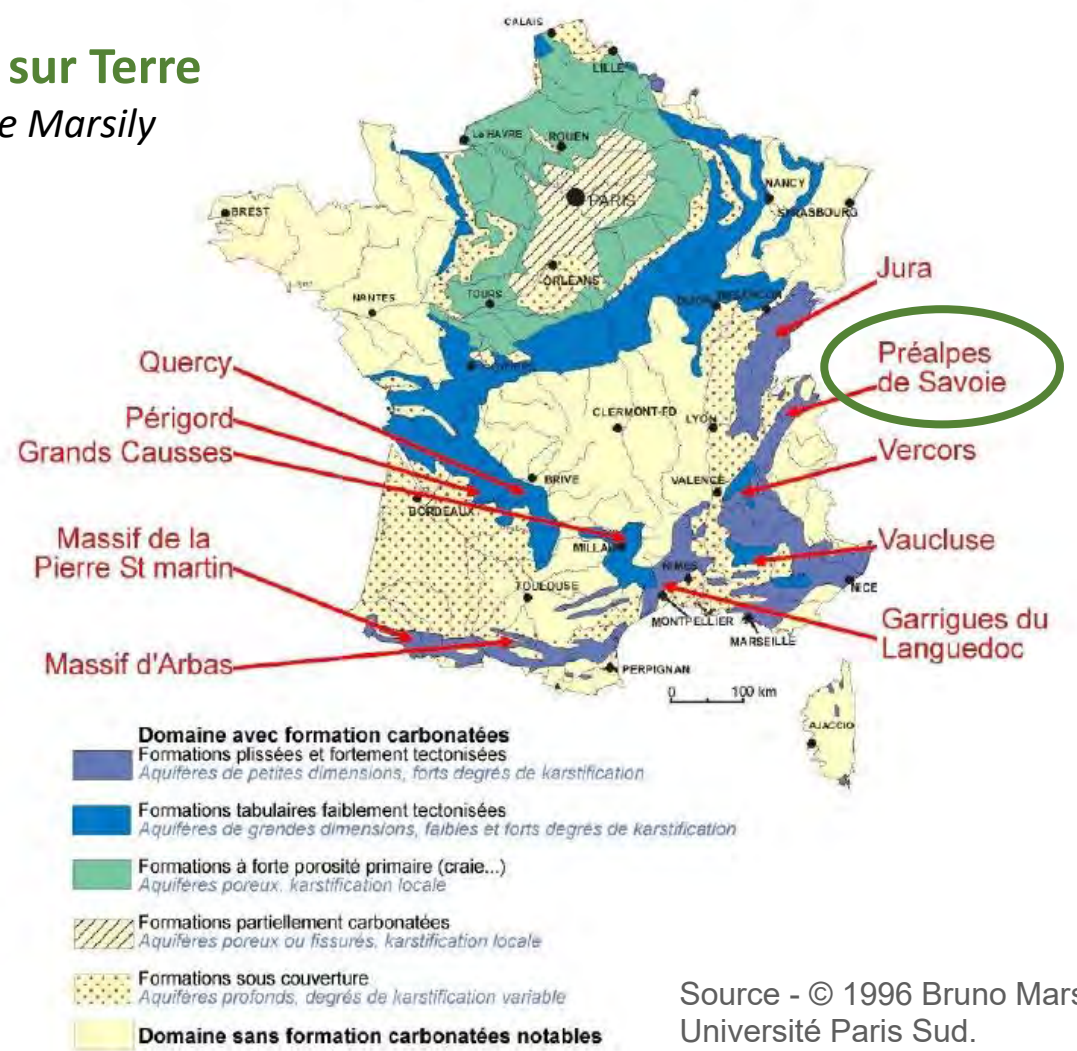 sur Terre
e Marsily
CALAIS
LILLE
Le HAVRE
ROUEN
NANCY
PARIS
STRASBOURG
BREST
ORLEANS
TOURS
NANTES
DIJON
BESANCON
Jura
Préalpes
de Savoie
Quercy
Périgord
Grands Causses
CLERMONT-FD
LYON
Vercors
BRIVE
VALENCE
BORDEAUX
Massif de la
Pierre St martin
MILLAU
Vaucluse
NIMES
TOULOUSE
NICE
MONTPELLIER
MARSEILLE
Garrigues du
Languedoc
Massif d'Arbas
PERPIGNAN
0 100 km
AJACCIO
Domaine avec formation carbonatées
Formations plissées et fortement tectonisées
Aquifères de petites dimensions, forts degrés de karstification
Formations tabulaires faiblement tectonisées
Aquifères de grandes dimensions, faibles et forts degrés de karstification
Formations à forte porosité primaire (craie...)
Aquifères poreux, karstification locale
Formations partiellement carbonatées
Aquifères poreux ou fissurés, karstification locale
Formations sous couverture
Aquifères profonds, degrés de karstification variable
Domaine sans formation carbonatées notables
Source - © 1996 Bruno Mars
Université Paris Sud.